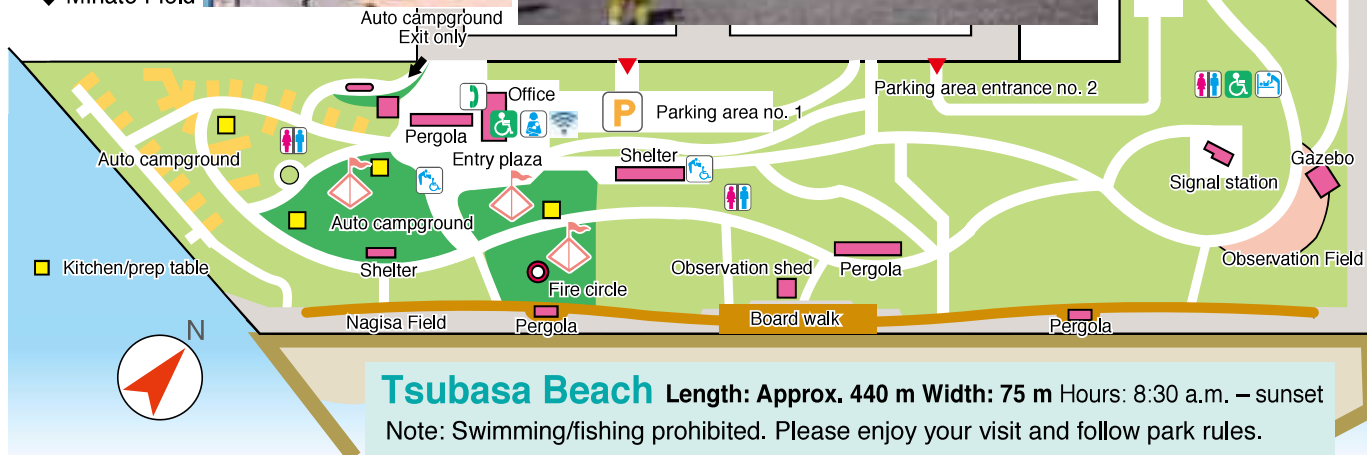 Minato Field
Auto campground
Exit only
Office
P
Parking area no. 1
Parking area entrance no. 2
Pergola
Auto campground
Entry plaza
Shelter
Gazebo
Signal station
Auto campground
Kitchen/prep table
Shelter
Observation shed
Pergola
Observation Field
Fire circle
N
Nagisa Field
Pergola
Board walk
Pergola
Tsubasa Beach Length: Approx. 440 m Width: 75 m Hours: 8:30 a.m. – sunset
Note: Swimming/fishing prohibited. Please enjoy your visit and follow park rules.